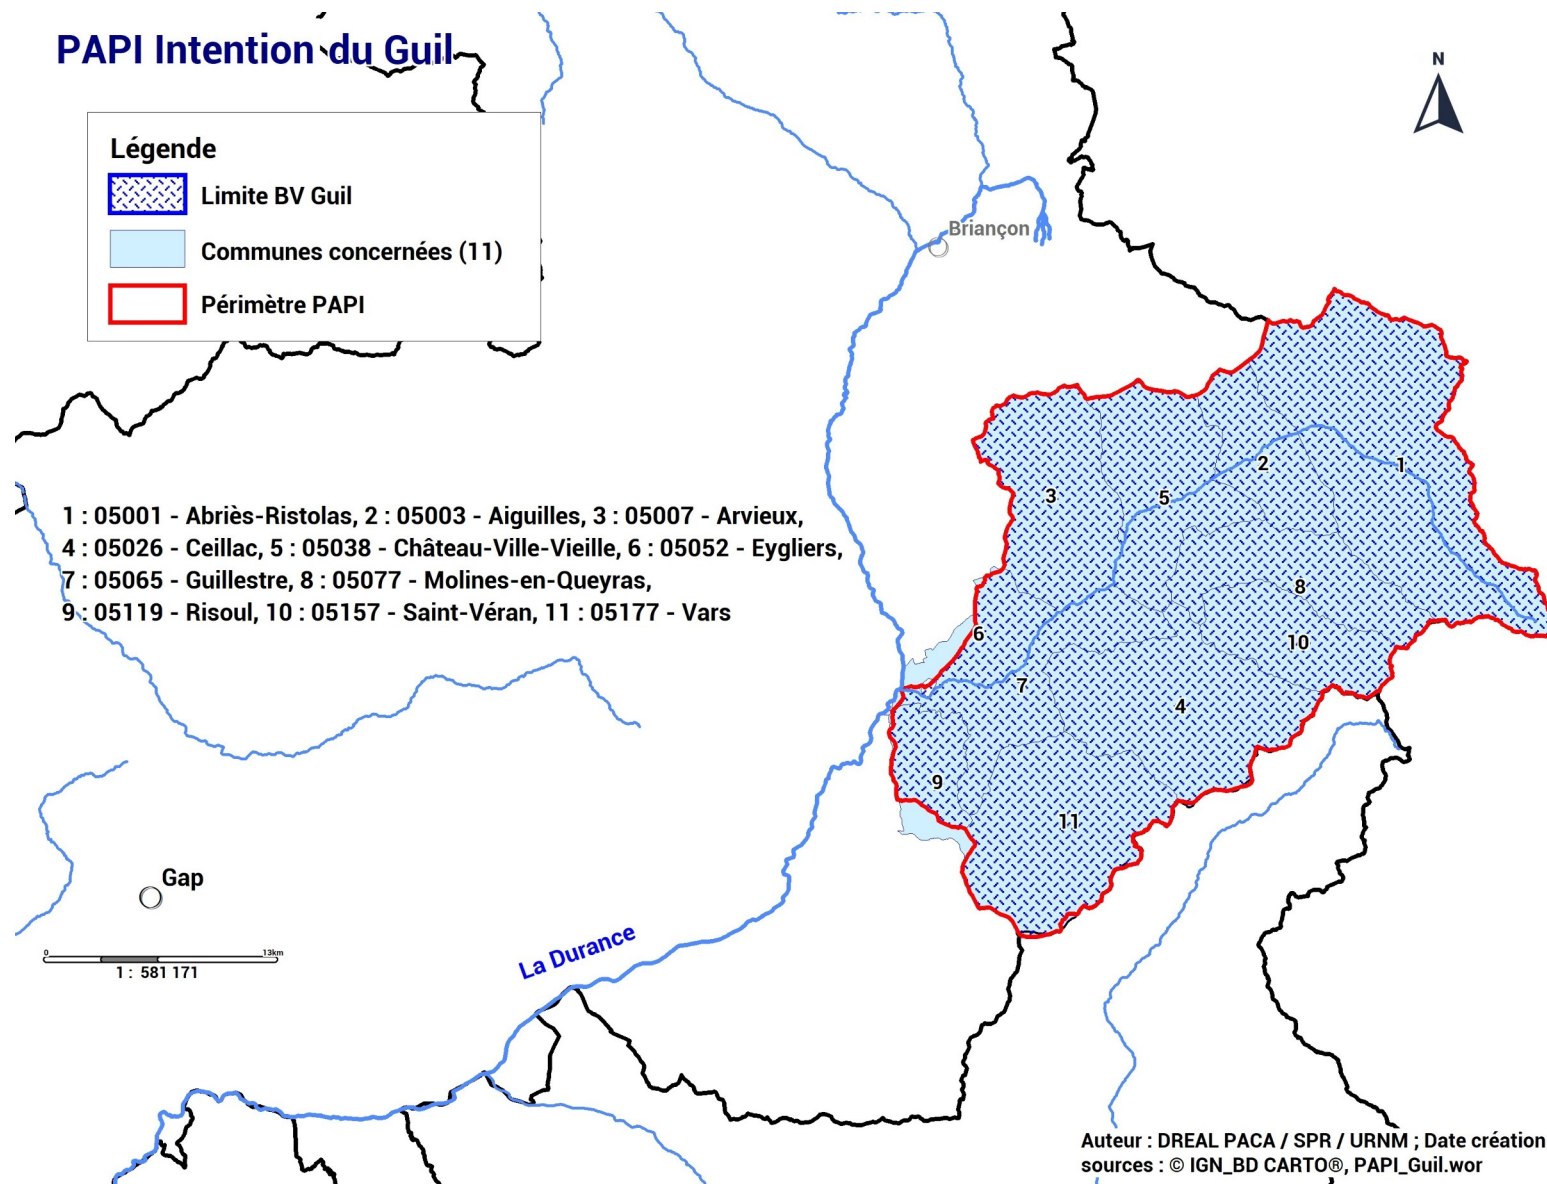 PAPI Intention du Guil
N
Légende
Limite BV Guil
Communes concernées (11)
Périmètre PAPI
Briançon
1 : 05001 - Abriès-Ristolas, 2 : 05003 - Aiguilles, 3 : 05007 - Arvieux,
4 : 05026 - Ceillac, 5 : 05038 - Château-Ville-Vieille, 6 : 05052 - Eygliers,
7 : 05065 - Guillestre, 8 : 05077 - Molines-en-Queyras,
9 : 05119 - Risoul, 10 : 05157 - Saint-Véran, 11 : 05177 - Vars
2
1
3
5
8
6
10
7
4
9
11
Gap
La Durance
0 13km
1 : 581 171
Auteur : DREAL PACA / SPR / URNM ; Date création
sources : © IGN_BD CARTO®, PAPI_Guil.wor